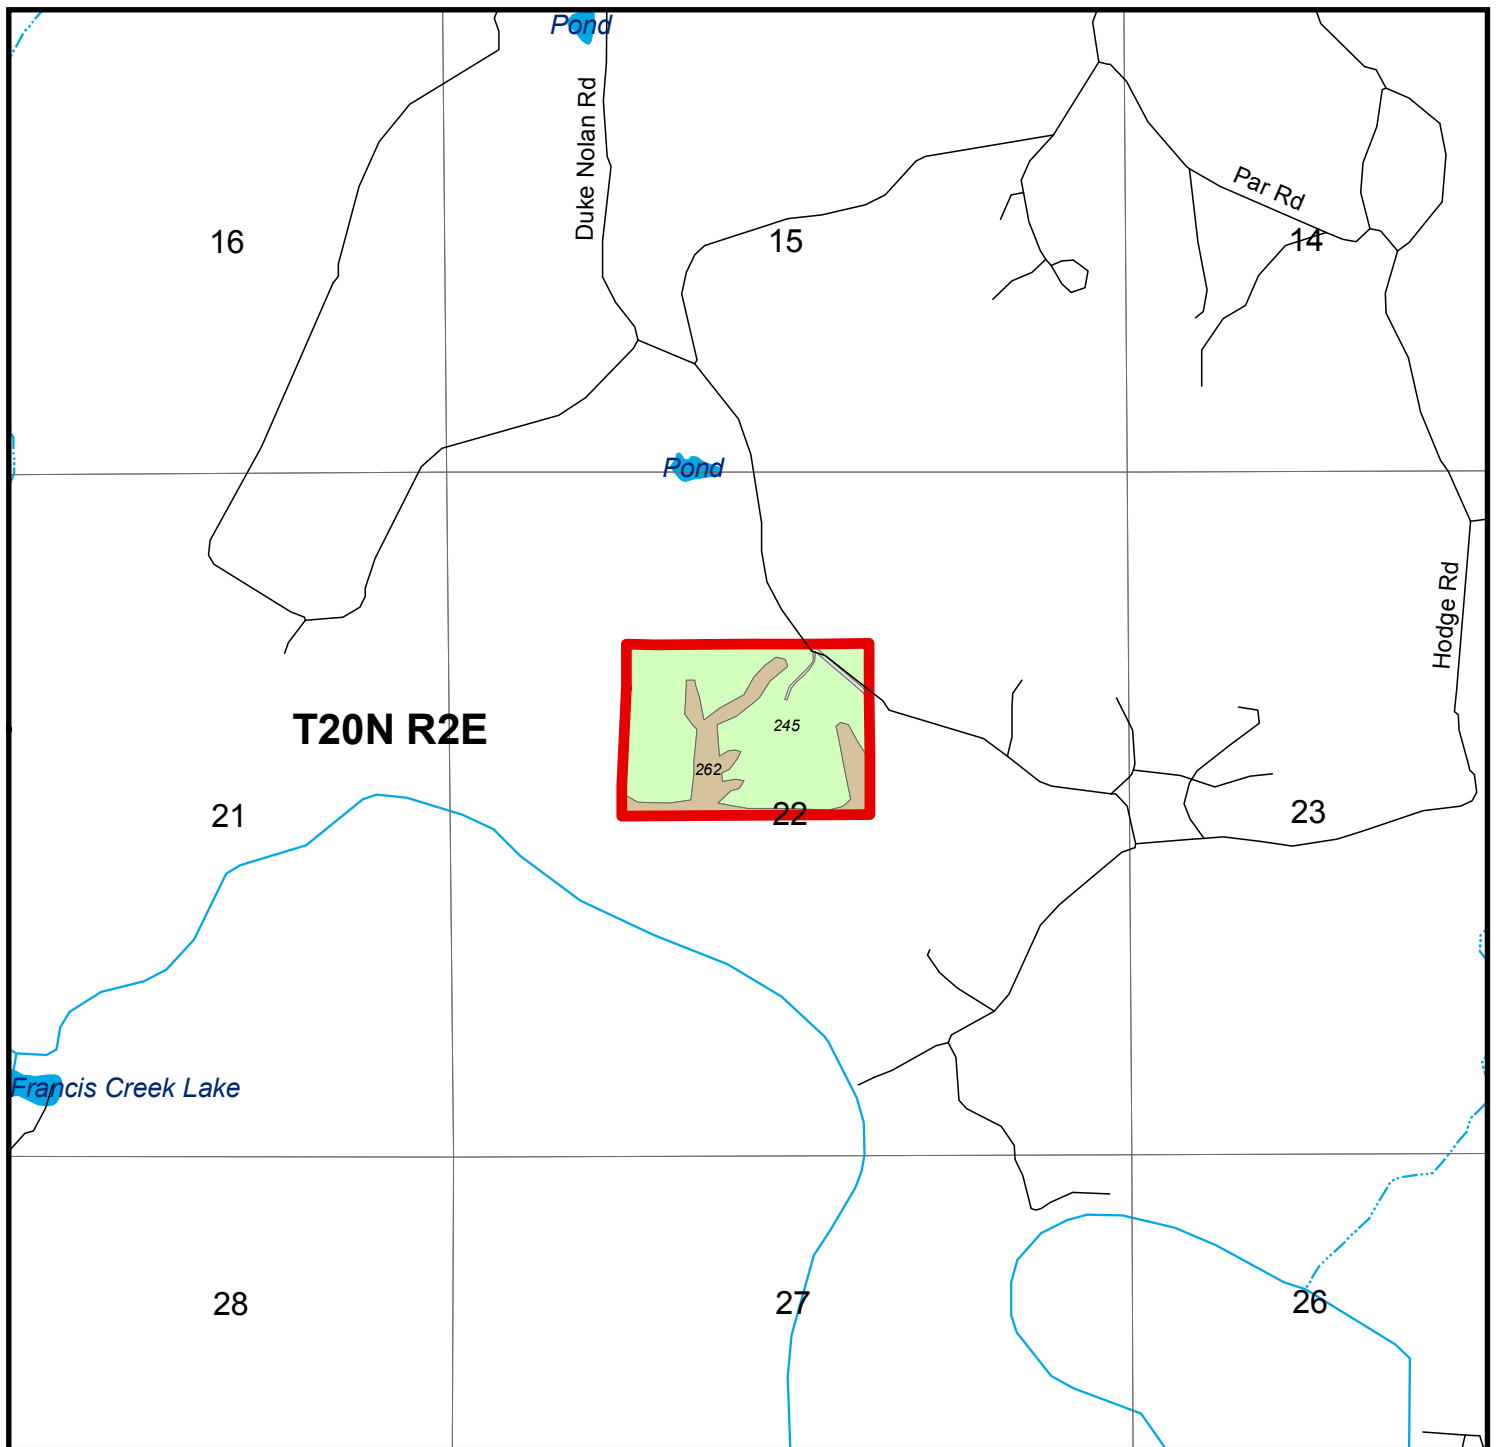 Pond
Duke Nolan Rd
Par Rd
16
15
14
Pond
Hodge Rd
T20N R2E
245
262
21
22
23
Francis Creek Lake
28
27
26